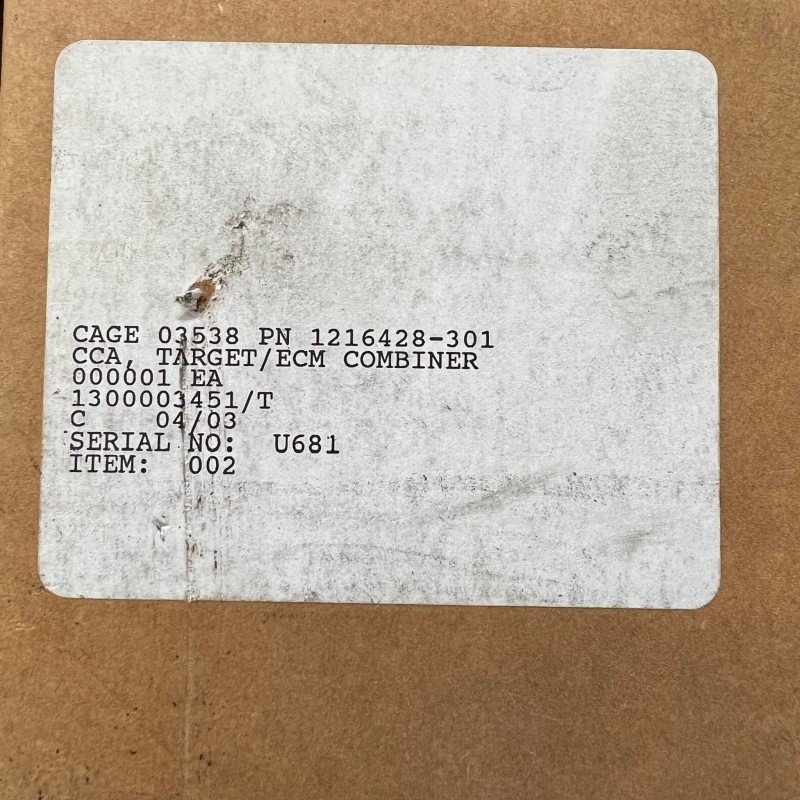 CAGE 03538 PN 1216428-301
CCA, TARGET/ECM COMBINER
000001 EA
1300003451/T
C 04/03
SERIAL NO: U681
ITEM: 002